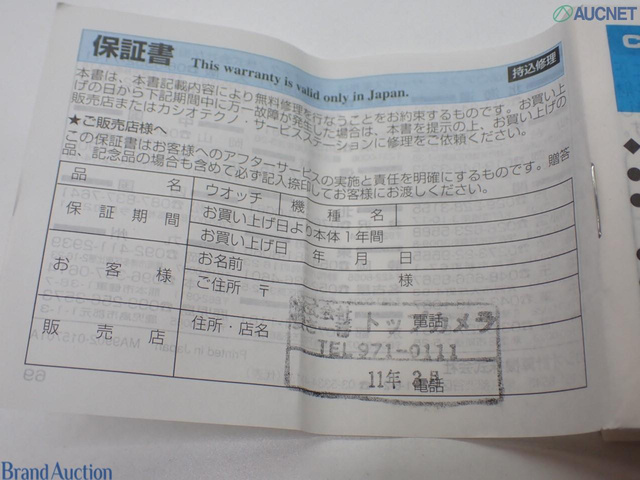 AUCNET
保証書 This warranty is valid only in Japan. 持込修理
本書は、本書記載内容により無料修理を行なうことをお約束するものです。お買い上
げの日から下記期間中に万一故障が発生した場合は、本書を提示の上、お買い上げの
販売店またはカシオテクノ・サービスステーションに修理をご依頼ください。
★ご販売店様へ
この保証書はお客様へのアフターサービスの実施と責任を明確にするものです。贈答
品、記念品の場合も含めて必ず記入捺印してお客様にお渡しください。
品名 ウオッチ 機種名
保証期間 お買い上げ日より本体1年間
お買い上げ日 年 月 日
お客様 お名前 様
ご住所 〒
電話
販売店 住所・店名
トップカメラ
TEL 971-0111
11年 3月
電話
Brand Auction